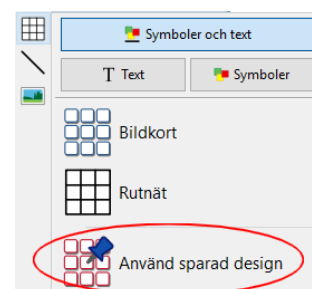 Symboler och text
T Text
Symboler
Bildkort
Rutnät
Använd sparad design